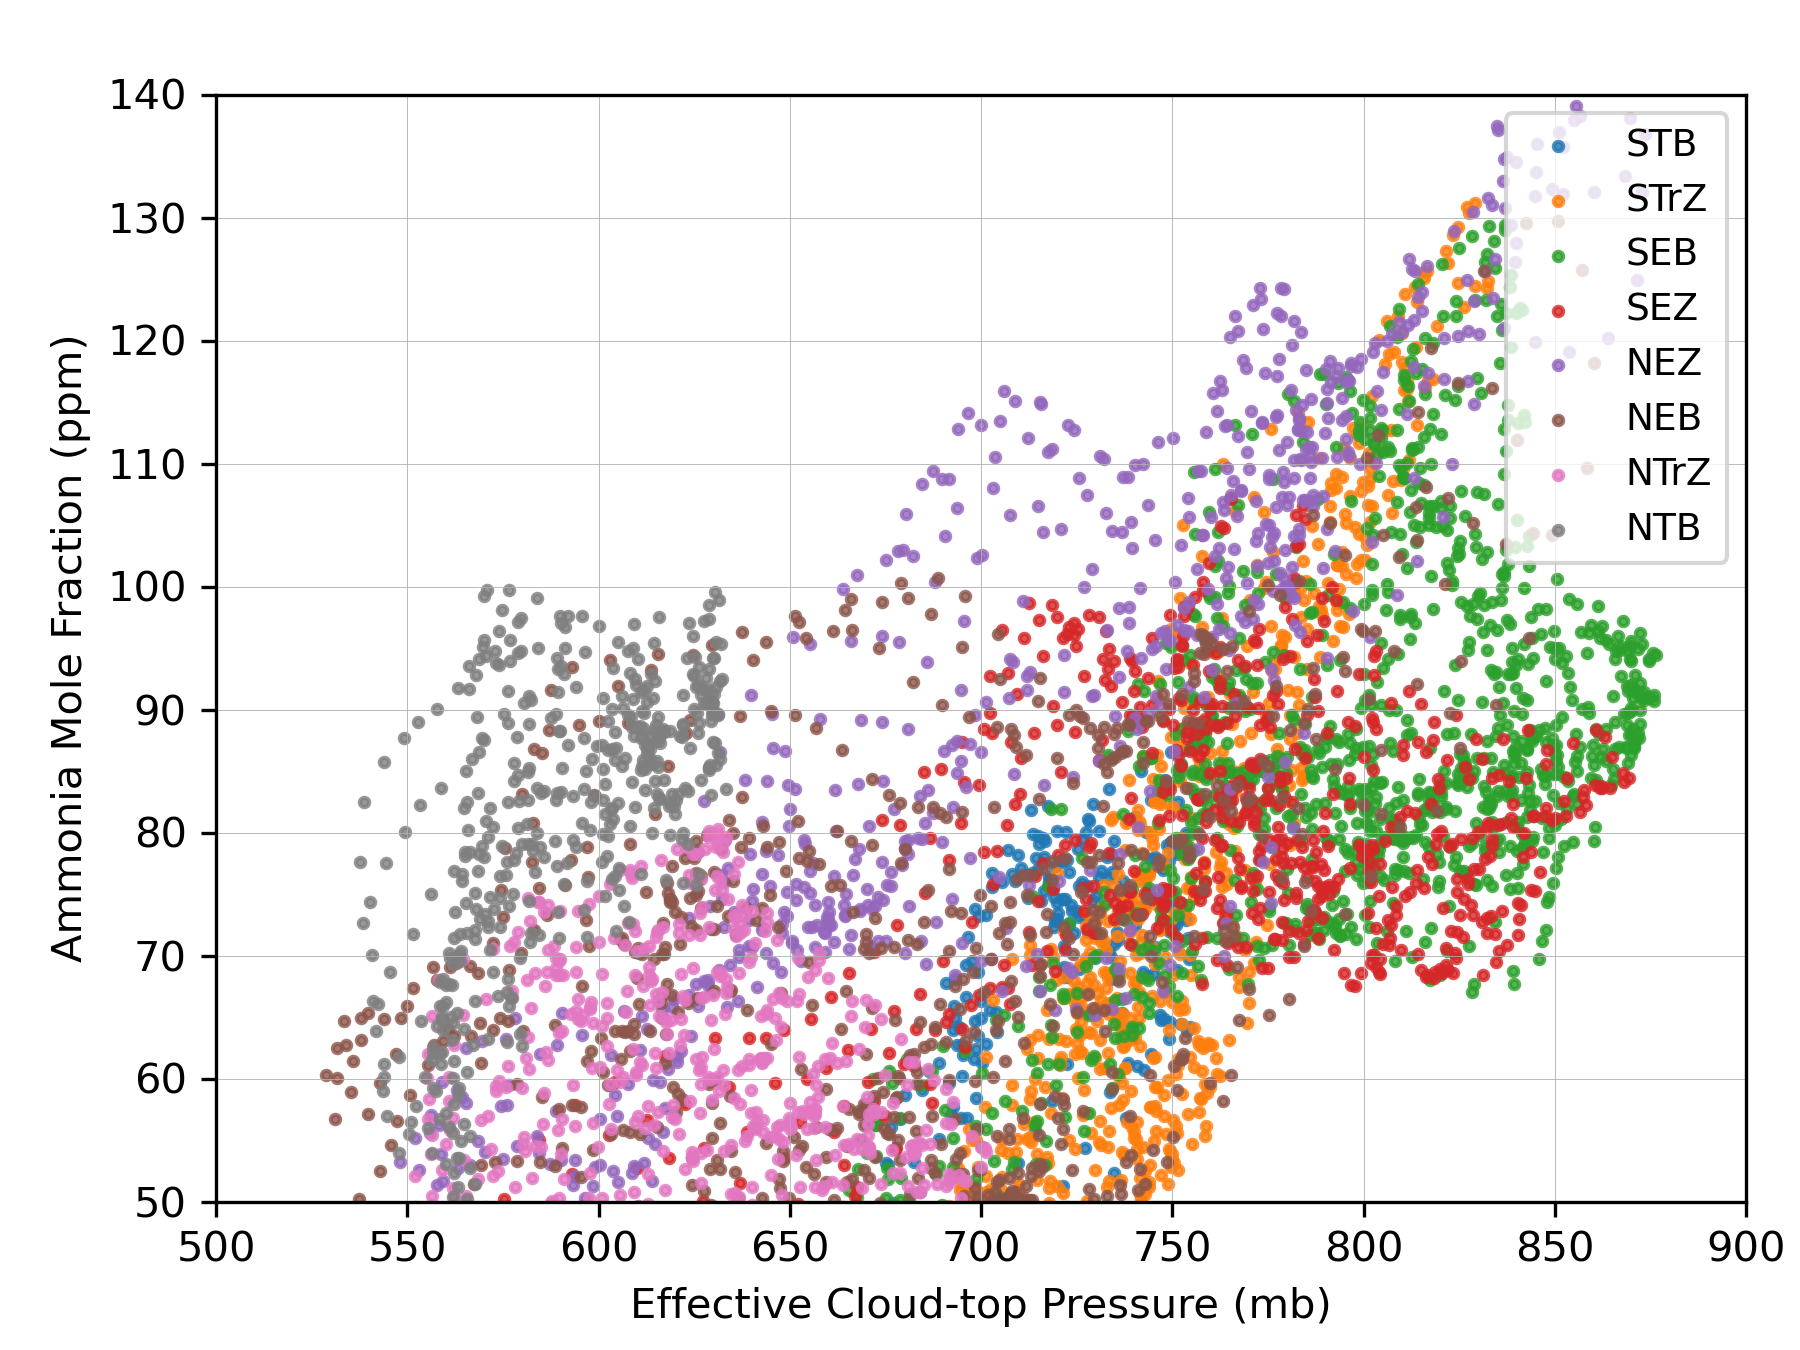 140
130
120
110
100
90
80
70
60
50
Ammonia Mole Fraction (ppm)
STB
STrZ
SEB
SEZ
NEZ
NEB
NTrZ
NTB
500 550 600 650 700 750 800 850 900
Effective Cloud-top Pressure (mb)